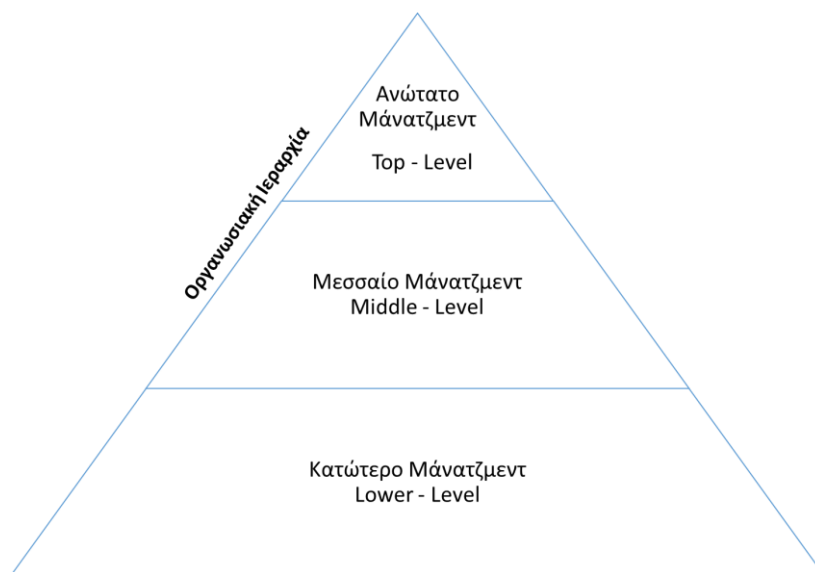 Ανώτατο
Μάνατζμεντ
Top - Level
Οργανωσιακή Ιεραρχία
Μεσσαίο Μάνατζμεντ
Middle - Level
Κατώτερο Μάνατζμεντ
Lower - Level